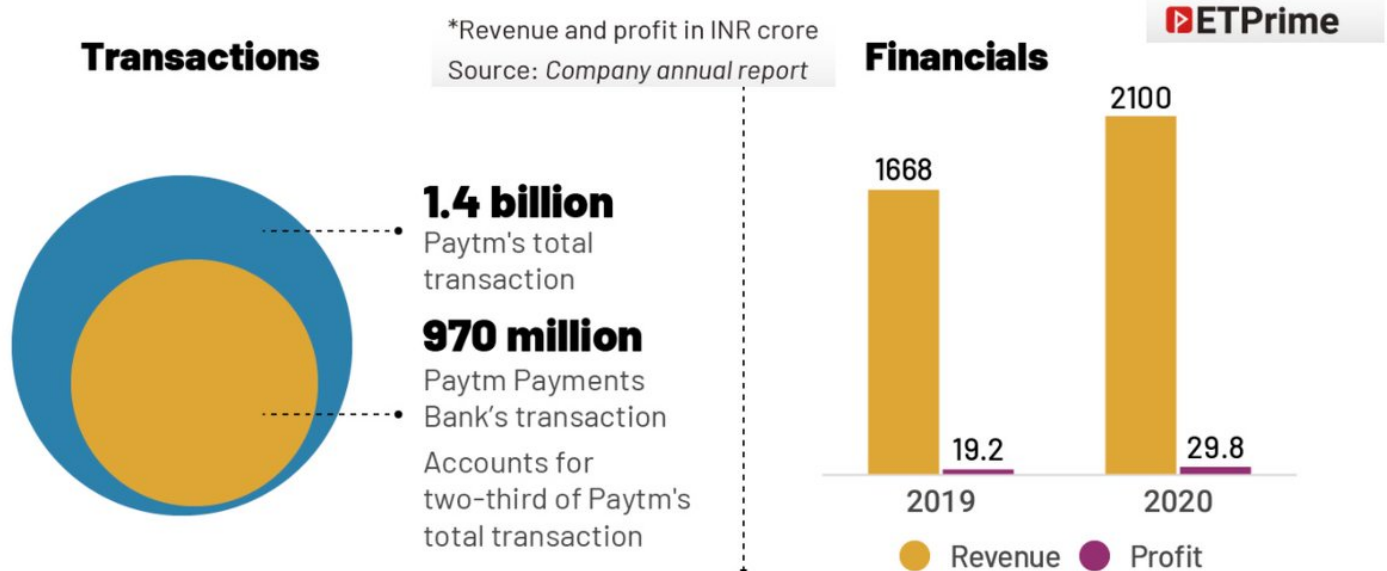 Transactions
*Revenue and profit in INR crore
Source: Company annual report
ETPrime
Financials
1.4 billion
Paytm's total
transaction
970 million
Paytm Payments
Bank’s transaction
Accounts for
two-third of Paytm's
total transaction
2100
1668
19.2
29.8
2019
2020
Revenue
Profit